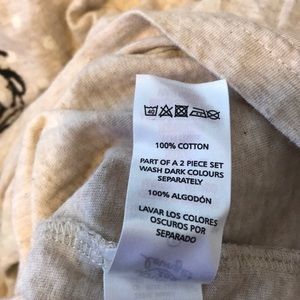 100% COTTON
PART OF A 2 PIECE SET
WASH DARK COLOURS
SEPARATELY
100% ALGODÓN
LAVAR LOS COLORES
OSCUROS POR
SEPARADO